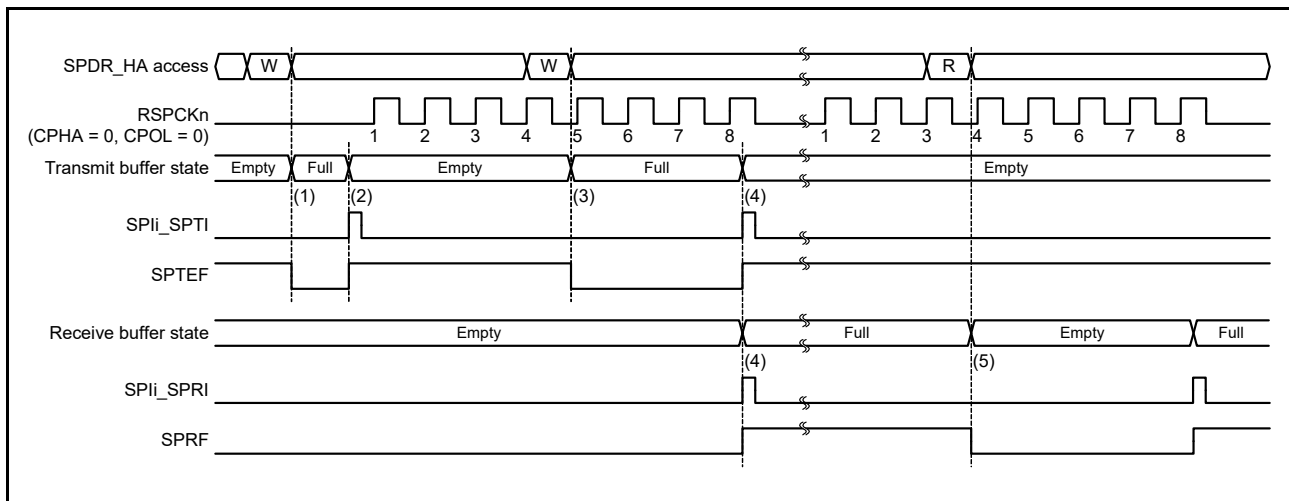 SPDR_HA access W W R
RSPCKn
(CPHA = 0, CPOL = 0) 1 2 3 4 5 6 7 8 1 2 3 4 5 6 7 8
Transmit buffer state Empty Full Empty Full Empty
(1) (2) (3) (4)
SPIi_SPTI
SPTEF
Receive buffer state Empty Full Empty Full
(4) (5)
SPIi_SPRI
SPRF